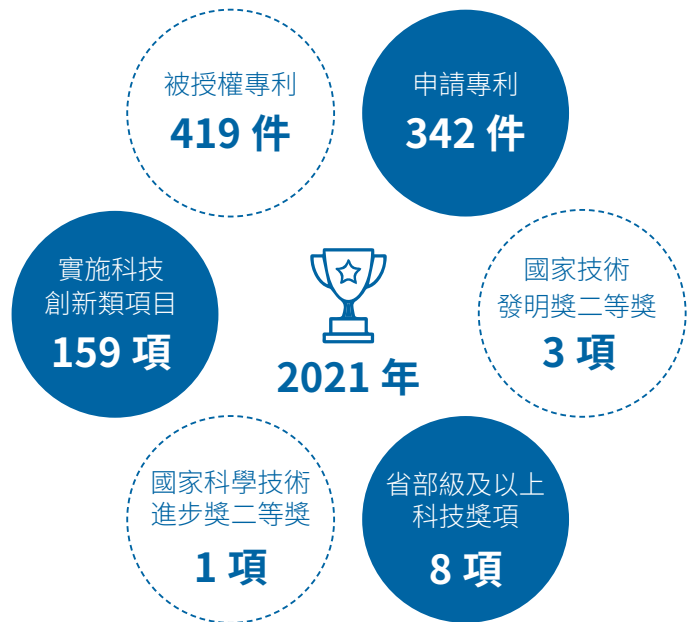 被授權專利
419 件
申請專利
342 件
實施科技
創新類項目
159 項
2021 年
國家技術
發明獎二等獎
3 項
國家科學技術
進步獎二等獎
1 項
省部級及以上
科技獎項
8 項